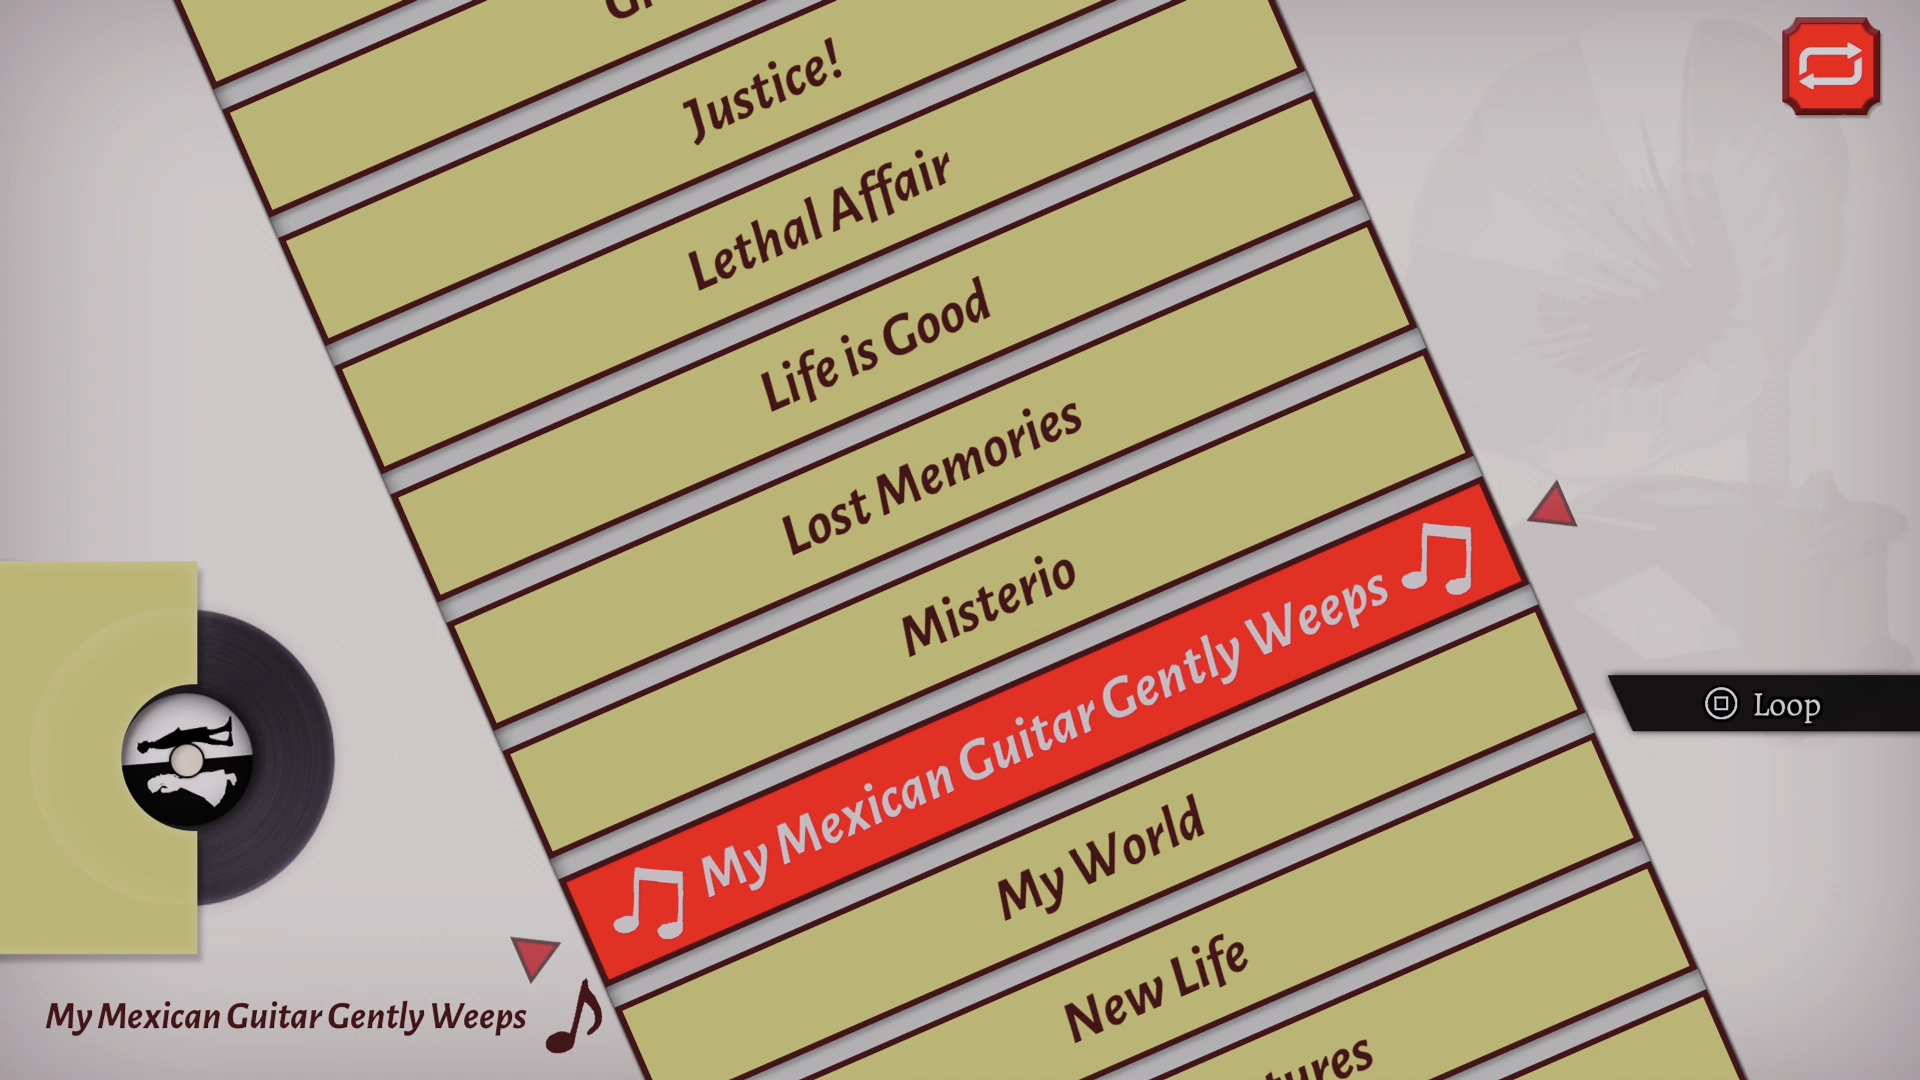 Justice!
Lethal Affair
Life is Good
Lost Memories
Misterio
My Mexican Guitar Gently Weeps
My World
New Life
Loop
My Mexican Guitar Gently Weeps